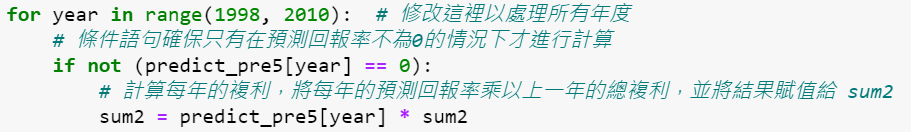 for year in range(1998, 2010):  # 修改這裡以處理所有年度
    # 條件語句確保只有在預測回報率不為0的情況下才進行計算
    if not (predict_pre5[year] == 0):
        # 計算每年的複利，將每年的預測回報率乘以上一年的總複利，並將結果賦值給 sum2
        sum2 = predict_pre5[year] * sum2